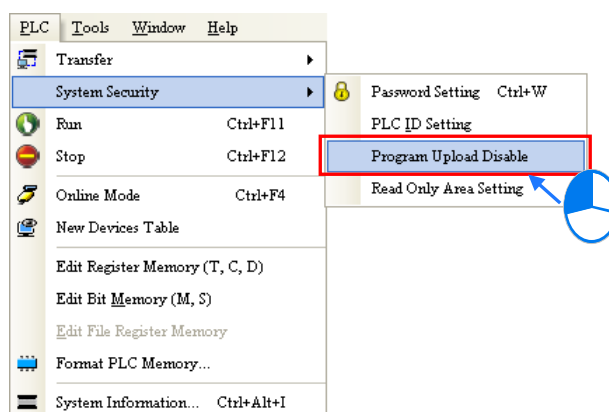 PLC Tools Window Help
Transfer
System Security
Run Ctrl+F11
Stop Ctrl+F12
Online Mode Ctrl+F4
New Devices Table
Edit Register Memory (T, C, D)
Edit Bit Memory (M, S)
Edit File Register Memory
Format PLC Memory...
System Information... Ctrl+Alt+I
Password Setting Ctrl+W
PLC ID Setting
Program Upload Disable
Read Only Area Setting